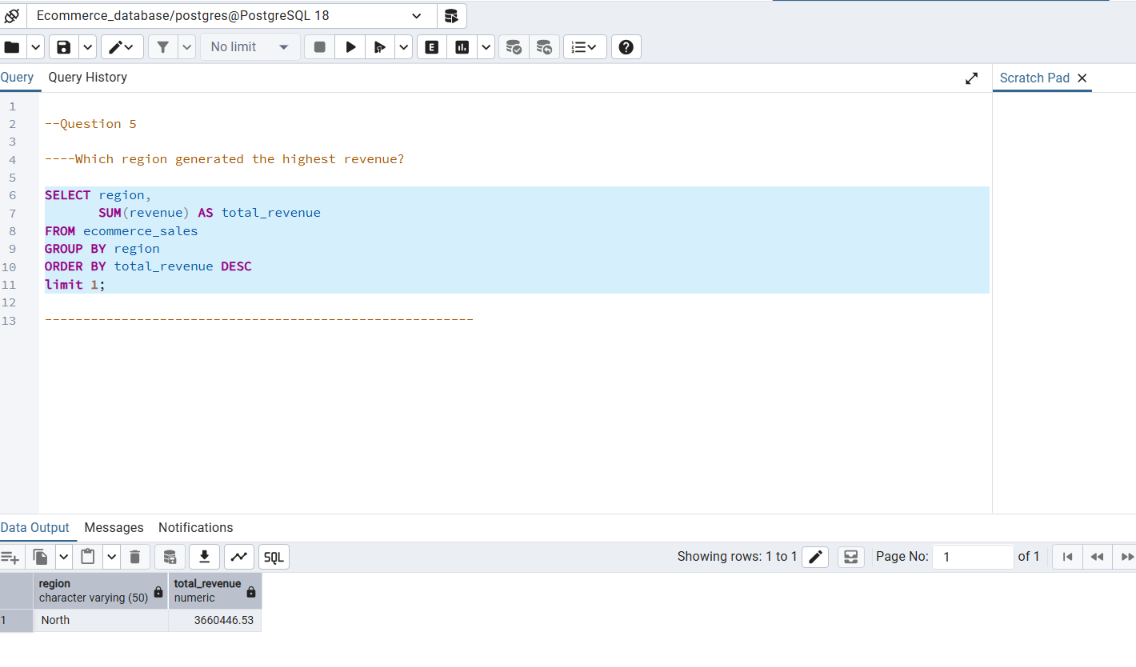 Ecommerce_database/postgres@PostgreSQL 18
No limit
E
Query Query History
Scratch Pad
1
2 --Question 5
3
4 ----Which region generated the highest revenue?
5
6 SELECT region,
7 SUM(revenue) AS total_revenue
8 FROM ecommerce_sales
9 GROUP BY region
10 ORDER BY total_revenue DESC
11 limit 1;
12
13 --------------------------------------------------------
Data Output Messages Notifications
SQL Showing rows: 1 to 1 Page No: 1 of 1
region total_revenue
character varying (50) numeric
1 North 3660446.53